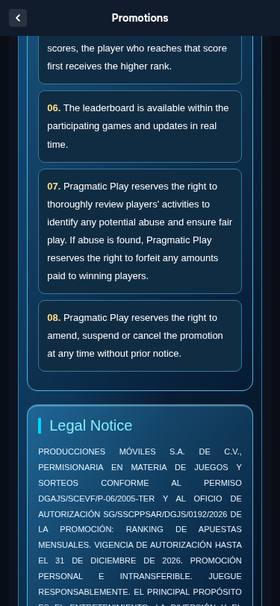 Promotions
scores, the player who reaches that score
first receives the higher rank.
06. The leaderboard is available within the
participating games and updates in real
time.
07. Pragmatic Play reserves the right to
thoroughly review players' activities to
identify any potential abuse and ensure fair
play. If abuse is found, Pragmatic Play
reserves the right to forfeit any amounts
paid to winning players.
08. Pragmatic Play reserves the right to
amend, suspend or cancel the promotion
at any time without prior notice.
Legal Notice
PRODUCCIONES MÓVILES S.A. DE C.V.,
PERMISIONARIA EN MATERIA DE JUEGOS Y
SORTEOS CONFORME AL PERMISO
DGAJS/SCEVF/P-06/2005-TER Y AL OFICIO DE
AUTORIZACIÓN SG/SSCPPSAR/DGJS/0192/2026 DE
LA PROMOCIÓN: RANKING DE APUESTAS
MENSUALES. VIGENCIA DE AUTORIZACIÓN HASTA
EL 31 DE DICIEMBRE DE 2026. PROMOCIÓN
PERSONAL E INTRANSFERIBLE. JUEGUE
RESPONSABLEMENTE. EL PRINCIPAL PROPÓSITO
ES EL ENTRETENIMIENTO, LA DIVERSIÓN Y EL